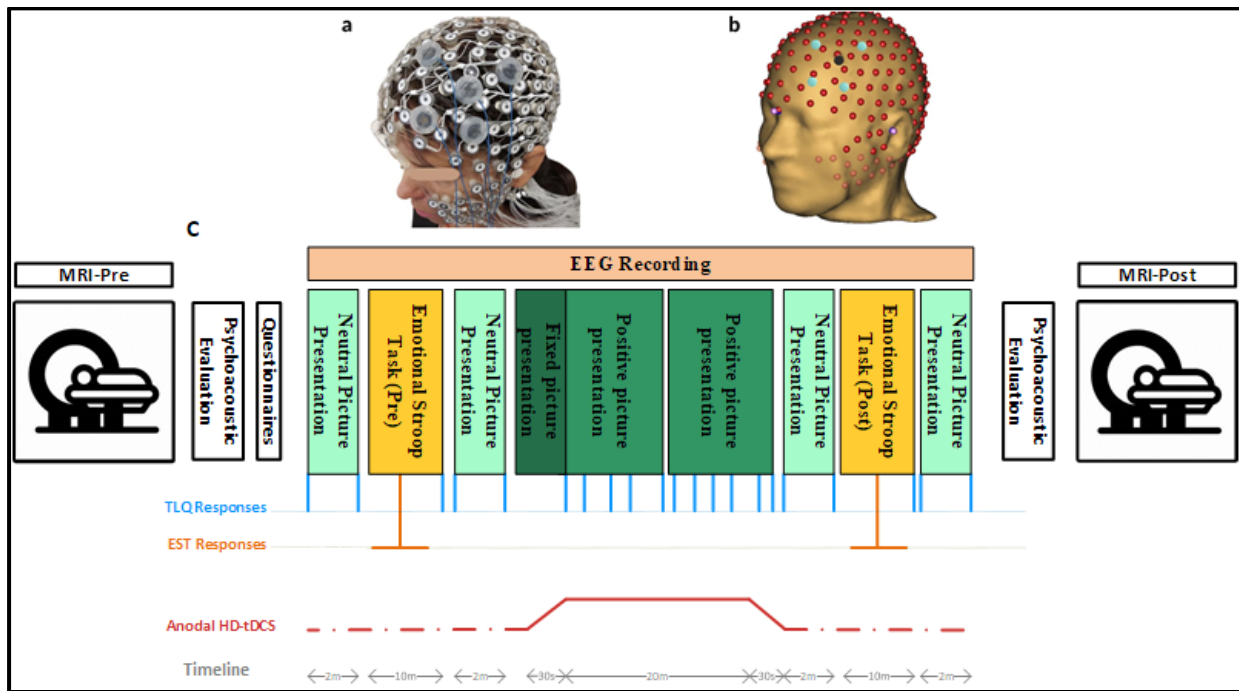 a
b
C
EEG Recording
MRI-Pre
MRI-Post
Psychoacoustic
Evaluation
Questionnaires
Neutral Picture
Presentation
Emotional Stroop
Task (Pre)
Neutral Picture
Presentation
Fixed picture
presentation
Positive picture
presentation
Positive picture
presentation
Neutral Picture
Presentation
Emotional Stroop
Task (Post)
Neutral Picture
Presentation
Psychoacoustic
Evaluation
TLQ Responses
EST Responses
Anodal HD-tDCS
Timeline
2m 10m 2m 30s 20m 30s 2m 10m 2m